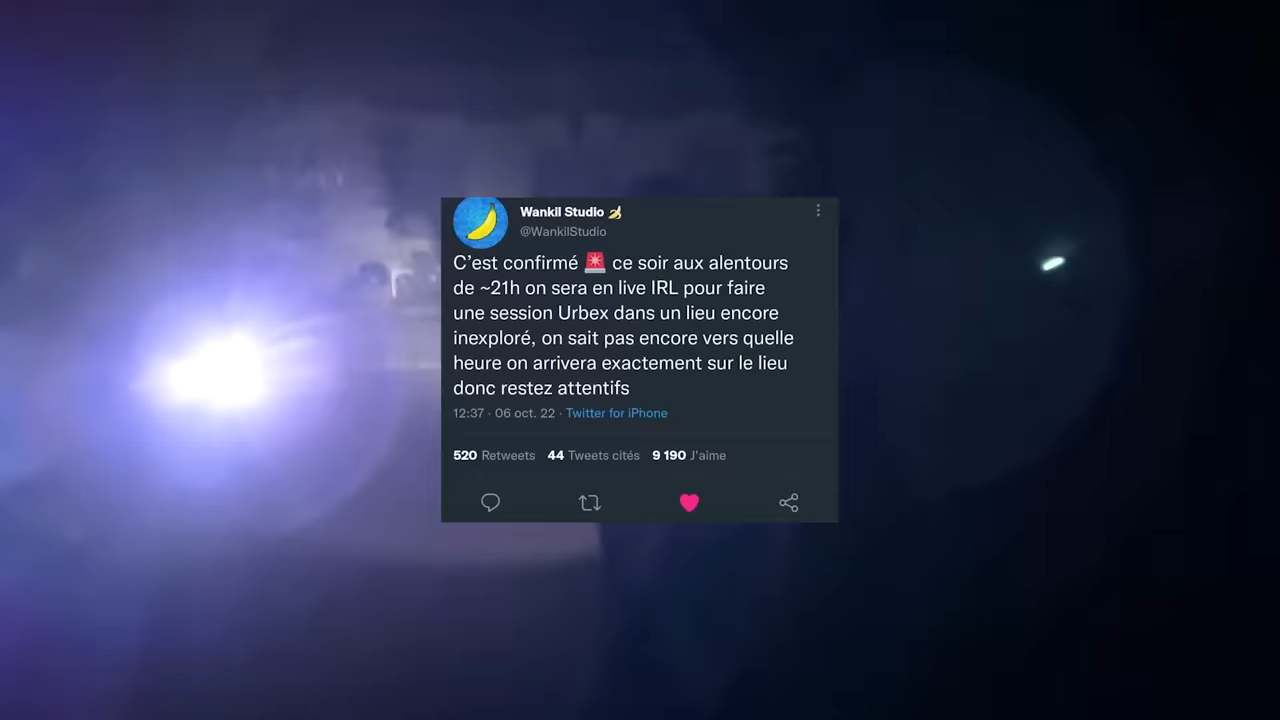 Wankil Studio 🍌
@WankilStudio
C'est confirmé 🚨 ce soir aux alentours
de ~21h on sera en live IRL pour faire
une session Urbex dans un lieu encore
inexploré, on sait pas encore vers quelle
heure on arrivera exactement sur le lieu
donc restez attentifs
12:37 · 06 oct. 22 · Twitter for iPhone
520 Retweets 44 Tweets cités 9 190 J'aime